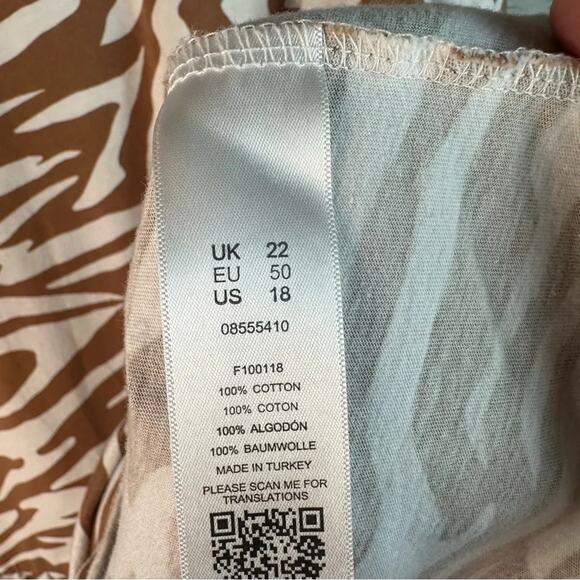 UK 22
EU 50
US 18
08555410
F100118
100% COTTON
100% COTON
100% ALGODÓN
100% BAUMWOLLE
MADE IN TURKEY
PLEASE SCAN ME FOR
TRANSLATIONS